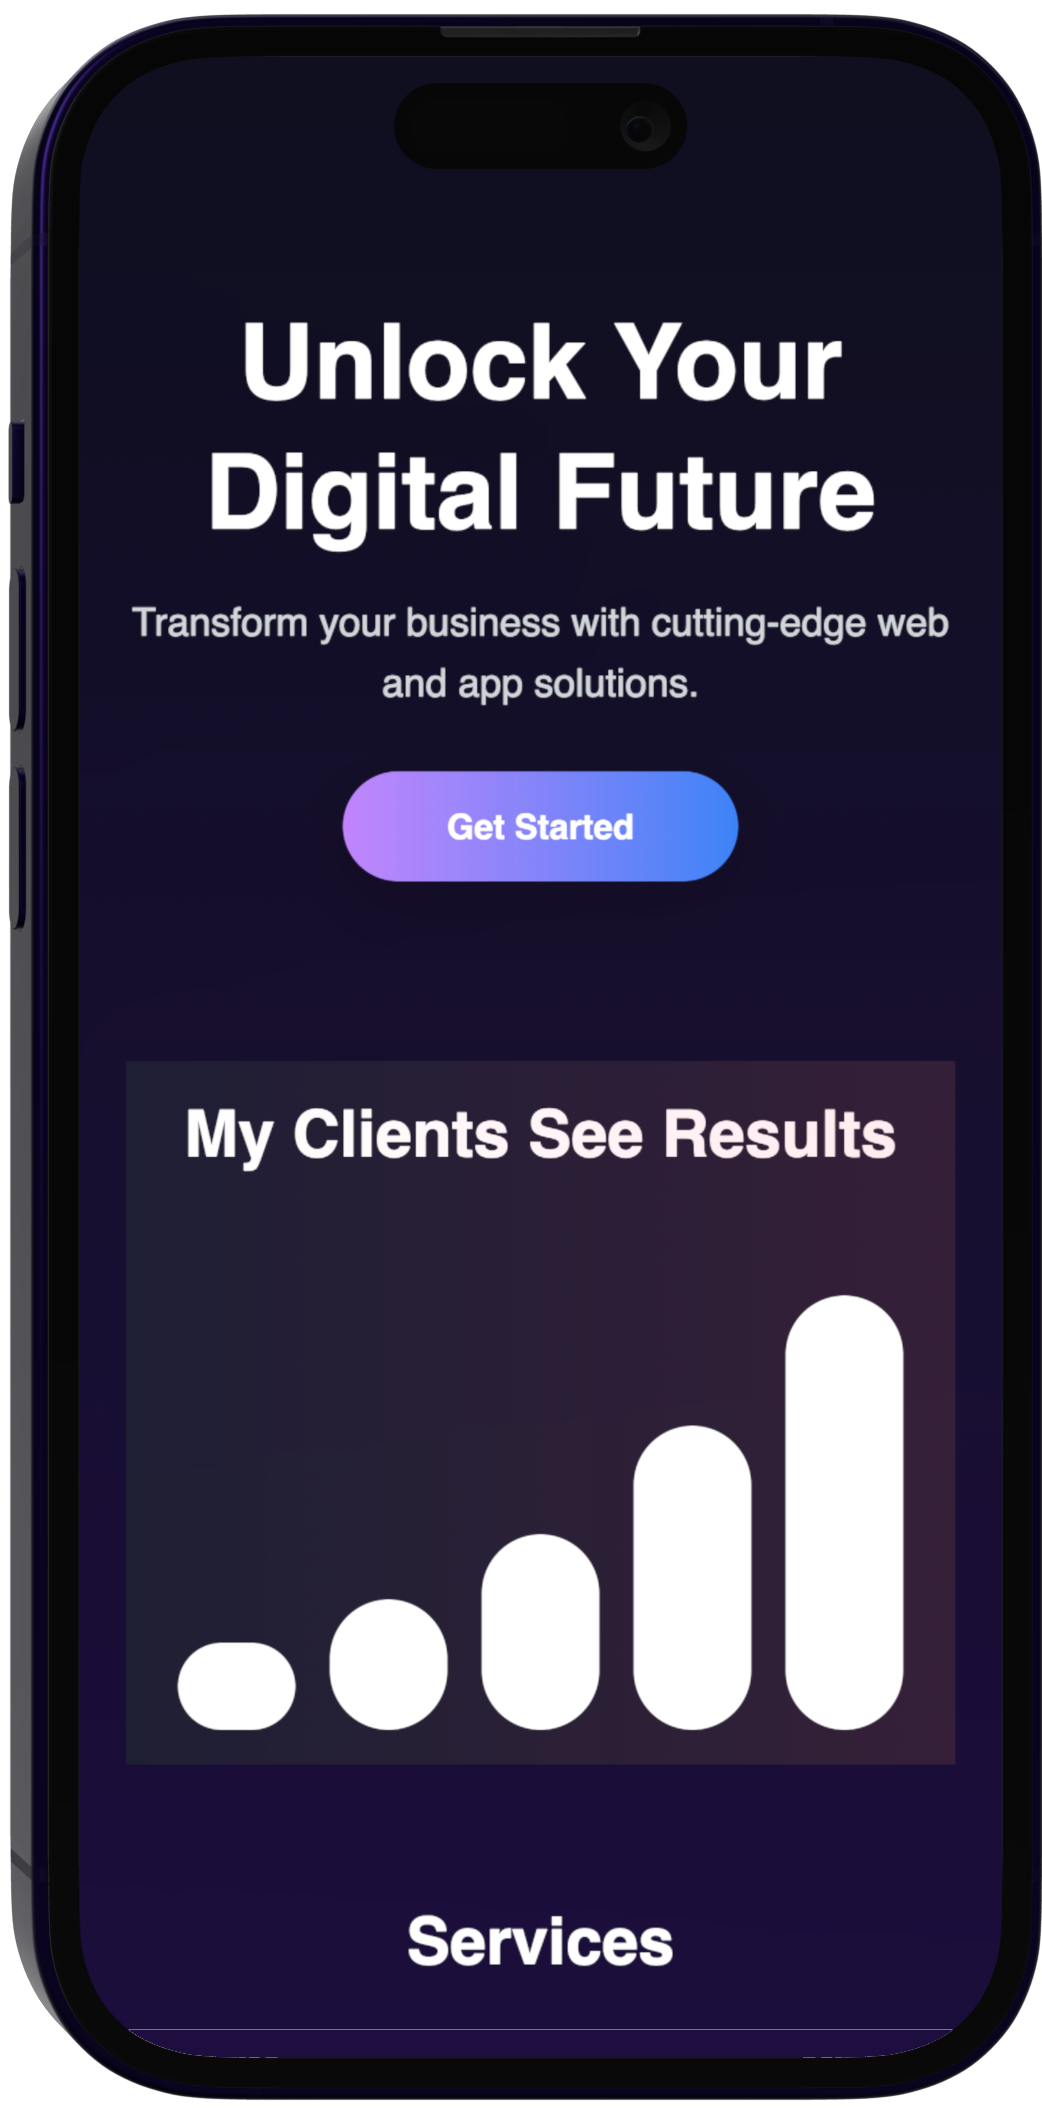 Unlock Your
Digital Future
Transform your business with cutting-edge web
and app solutions.
Get Started
My Clients See Results
Services